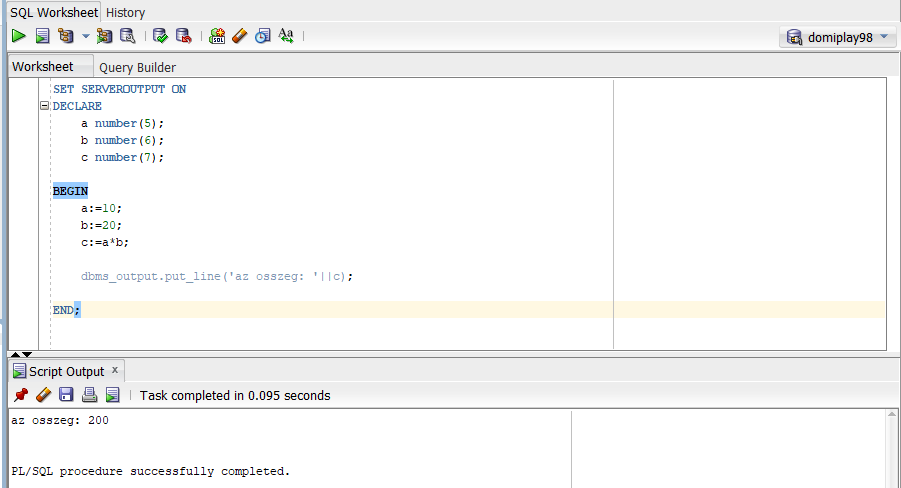 SQL Worksheet History
domiplay98
Worksheet Query Builder
SET SERVEROUTPUT ON
DECLARE
a number(5);
b number(6);
c number(7);
BEGIN
a:=10;
b:=20;
c:=a*b;
dbms_output.put_line('az osszeg: '||c);
END;
Script Output x
Task completed in 0.095 seconds
az osszeg: 200
PL/SQL procedure successfully completed.